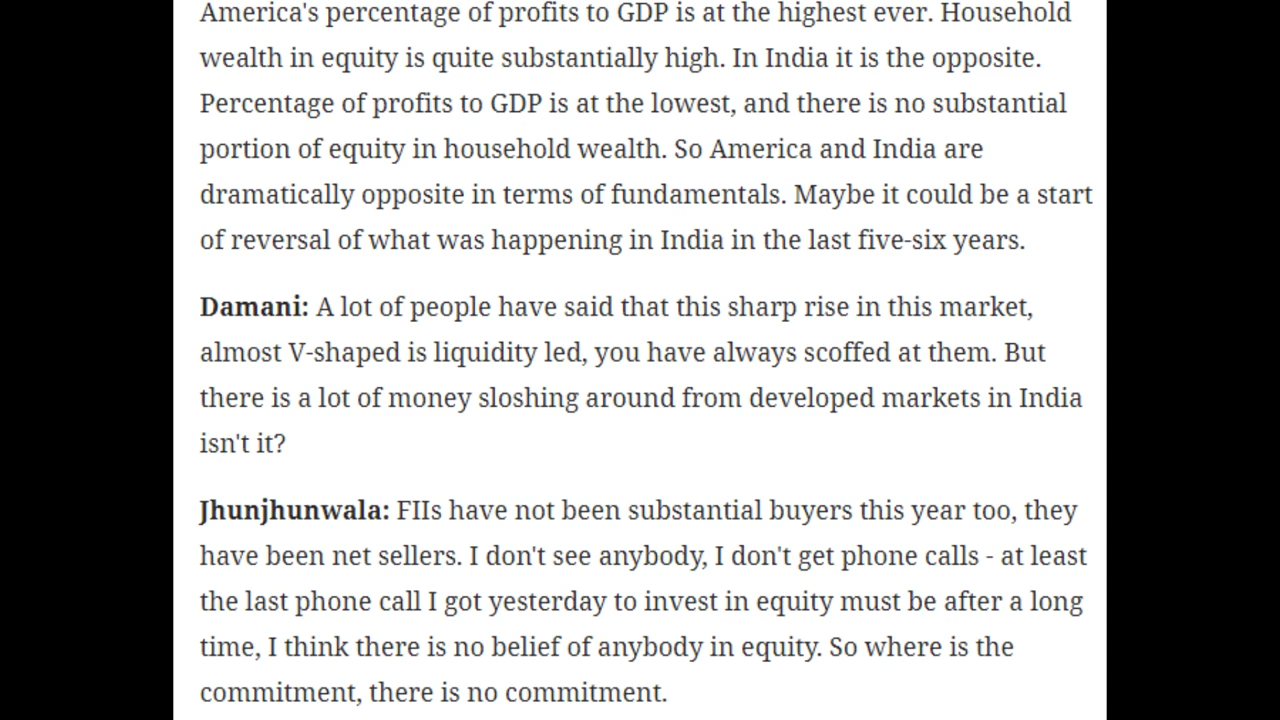 America's percentage of profits to GDP is at the highest ever. Household
wealth in equity is quite substantially high. In India it is the opposite.
Percentage of profits to GDP is at the lowest, and there is no substantial
portion of equity in household wealth. So America and India are
dramatically opposite in terms of fundamentals. Maybe it could be a start
of reversal of what was happening in India in the last five-six years.
Damani: A lot of people have said that this sharp rise in this market,
almost V-shaped is liquidity led, you have always scoffed at them. But
there is a lot of money sloshing around from developed markets in India
isn't it?
Jhunjhunwala: FIIs have not been substantial buyers this year too, they
have been net sellers. I don't see anybody, I don't get phone calls - at least
the last phone call I got yesterday to invest in equity must be after a long
time, I think there is no belief of anybody in equity. So where is the
commitment, there is no commitment.